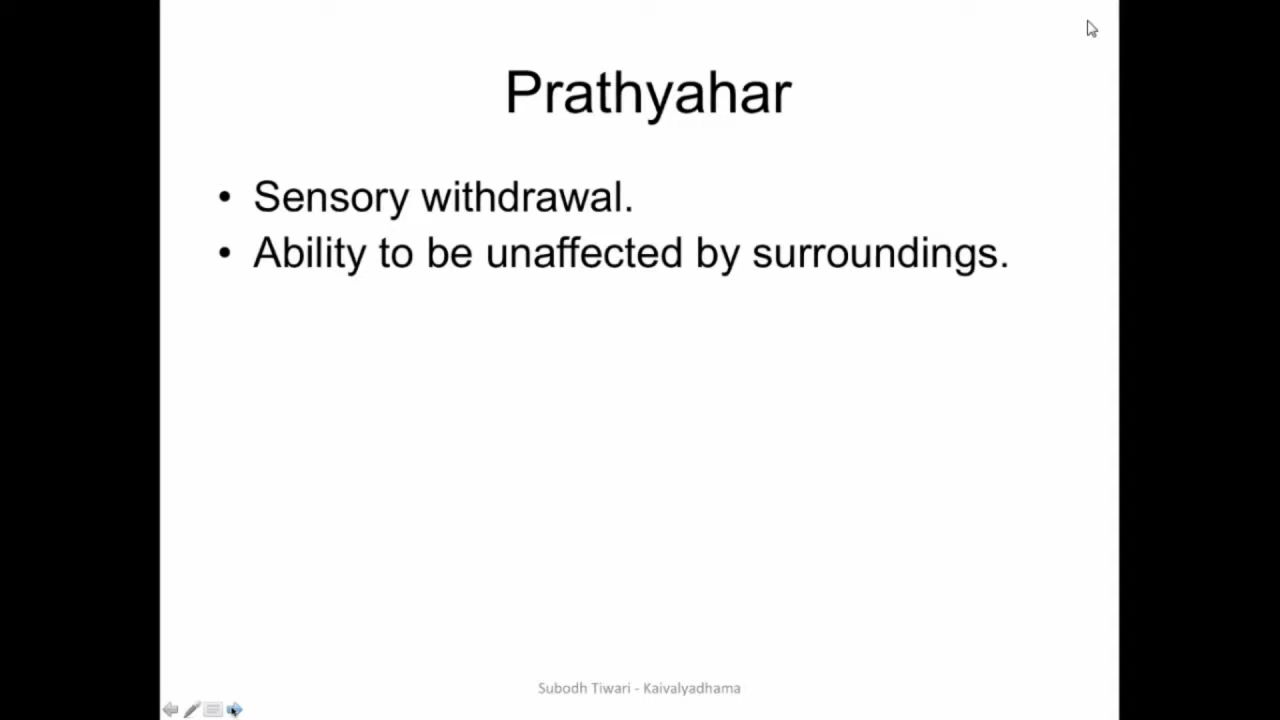 Prathyahar
• Sensory withdrawal.
• Ability to be unaffected by surroundings.
Subodh Tiwari - Kaivalyadhama